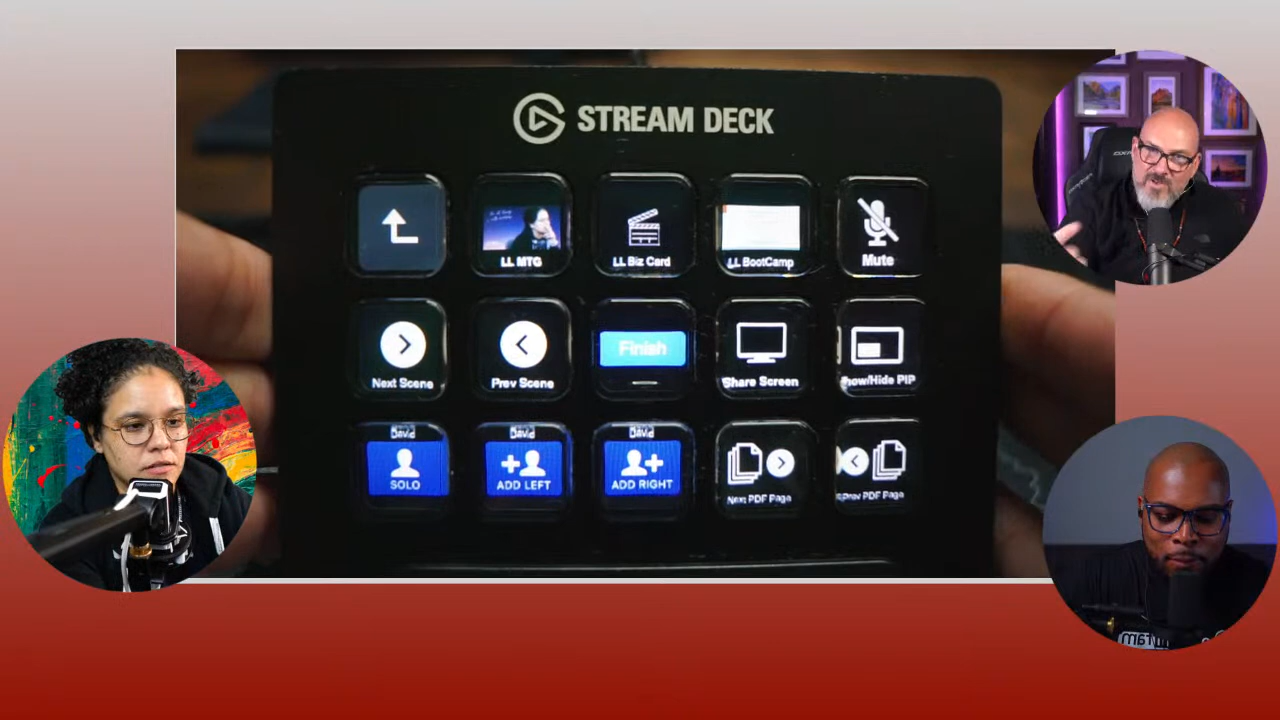 STREAM DECK
LL MTG
LL Biz Card
LL BootCamp
Mute
Next Scene
Prev Scene
Finish
Share Screen
how/Hide PIP
David
SOLO
David
ADD LEFT
David
ADD RIGHT
Next PDF Page
Prev PDF Page